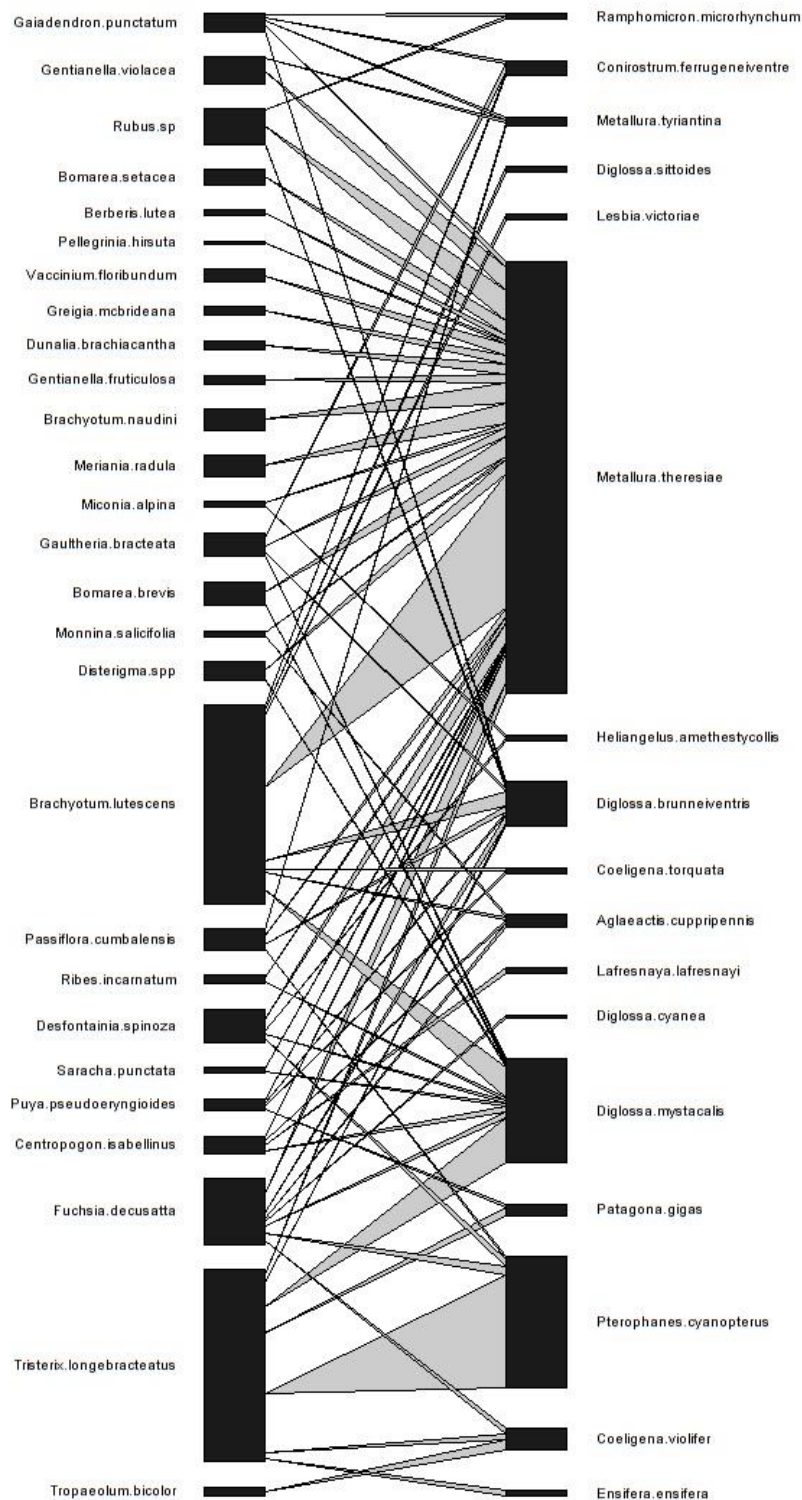 Gaiadendron.punctatum
Gentianella.violacea
Rubus.sp
Bomarea.setacea
Berberis.lutea
Pellegrinia.hirsuta
Vaccinium.floribundum
Greigia.mcbrideana
Dunalia.brachiacantha
Gentianella.fruticulosa
Brachyotum.naudini
Meriania.radula
Miconia.alpina
Gaultheria.bracteata
Bomarea.brevis
Monnina.salicifolia
Disterigma.spp
Brachyotum.lutescens
Passiflora.cumbalensis
Ribes.incarnatum
Desfontainia.spinoza
Saracha.punctata
Puya.pseudoeryngioides
Centropogon.isabellinus
Fuchsia.decusatta
Tristerix.longebracteatus
Tropaeolum.bicolor
Ramphomicron.microrhynchum
Conirostrum.ferrugeneiventre
Metallura.tyriantina
Diglossa.sittoides
Lesbia.victoriae
Metallura.theresiae
Heliangelus.amethestycollis
Diglossa.brunneiventris
Coeligena.torquata
Aglaeactis.cuppripennis
Lafresnaya.lafresnayi
Diglossa.cyanea
Diglossa.mystacalis
Patagona.gigas
Pterophanes.cyanopterus
Coeligena.violifer
Ensifera.ensifera